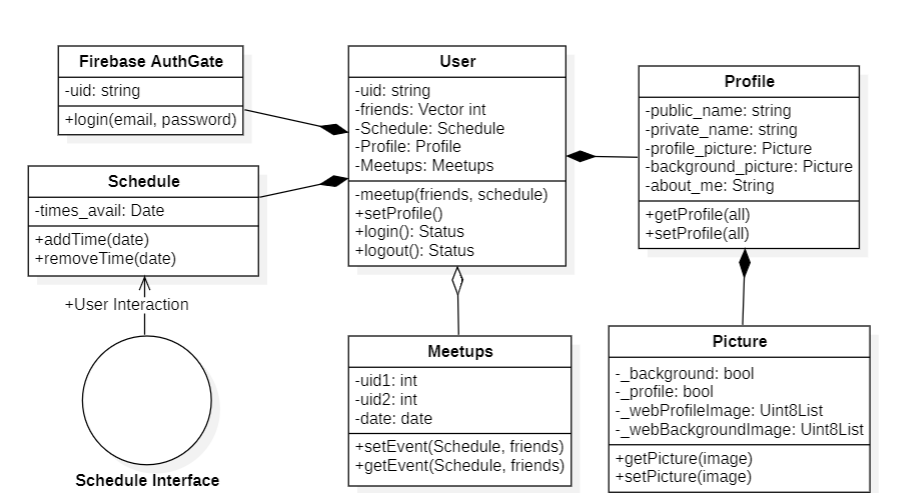 Firebase AuthGate
-uid: string
+login(email, password)
User
-uid: string
-friends: Vector int
-Schedule: Schedule
-Profile: Profile
-Meetups: Meetups
-meetup(friends, schedule)
+setProfile()
+login(): Status
+logout(): Status
Profile
-public_name: string
-private_name: string
-profile_picture: Picture
-background_picture: Picture
-about_me: String
+getProfile(all)
+setProfile(all)
Schedule
-times_avail: Date
+addTime(date)
+removeTime(date)
+User Interaction
Schedule Interface
Meetups
-uid1: int
-uid2: int
-date: date
+setEvent(Schedule, friends)
+getEvent(Schedule, friends)
Picture
-_background: bool
-_profile: bool
-_webProfileImage: Uint8List
-_webBackgroundImage: Uint8List
+getPicture(image)
+setPicture(image)